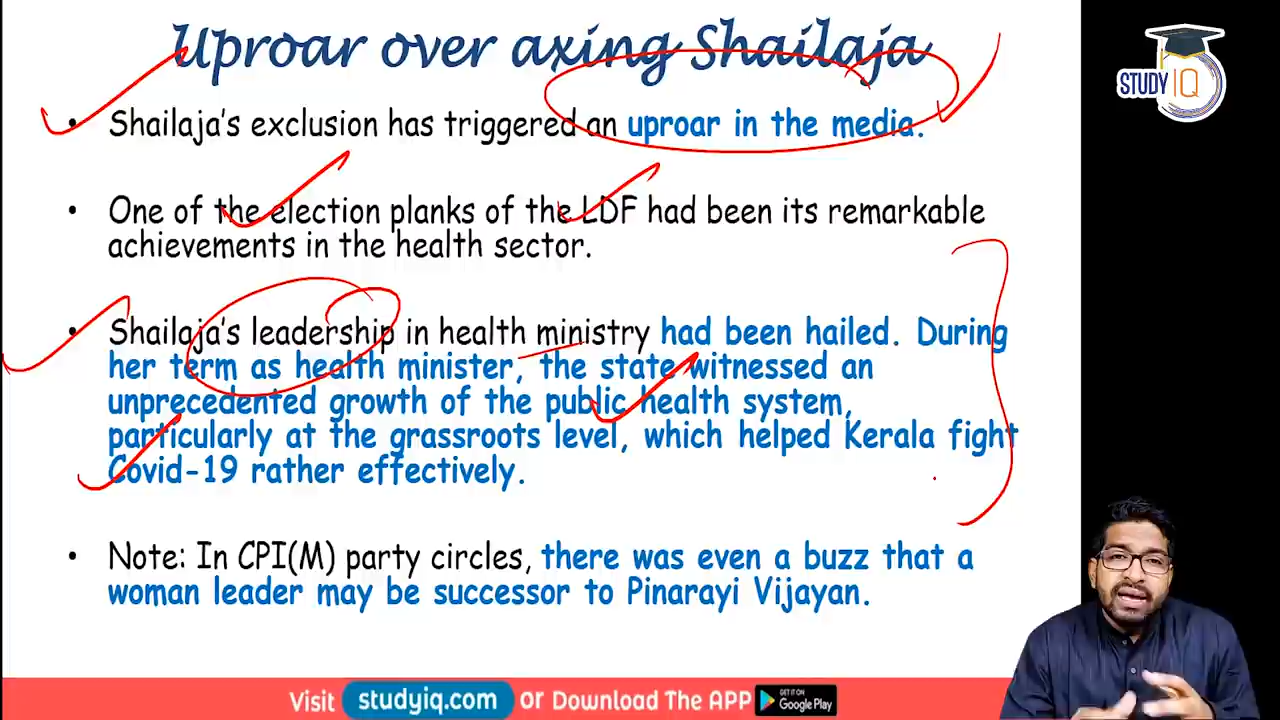 Uproar over axing Shailaja
STUDY IQ
• Shailaja's exclusion has triggered an uproar in the media.
• One of the election planks of the LDF had been its remarkable
achievements in the health sector.
• Shailaja's leadership in health ministry had been hailed. During
her term as health minister, the state witnessed an
unprecedented growth of the public health system,
particularly at the grassroots level, which helped Kerala fight
Covid-19 rather effectively.
• Note: In CPI(M) party circles, there was even a buzz that a
woman leader may be successor to Pinarayi Vijayan.
Visit studyiq.com or Download The APP GET IT ON Google Play